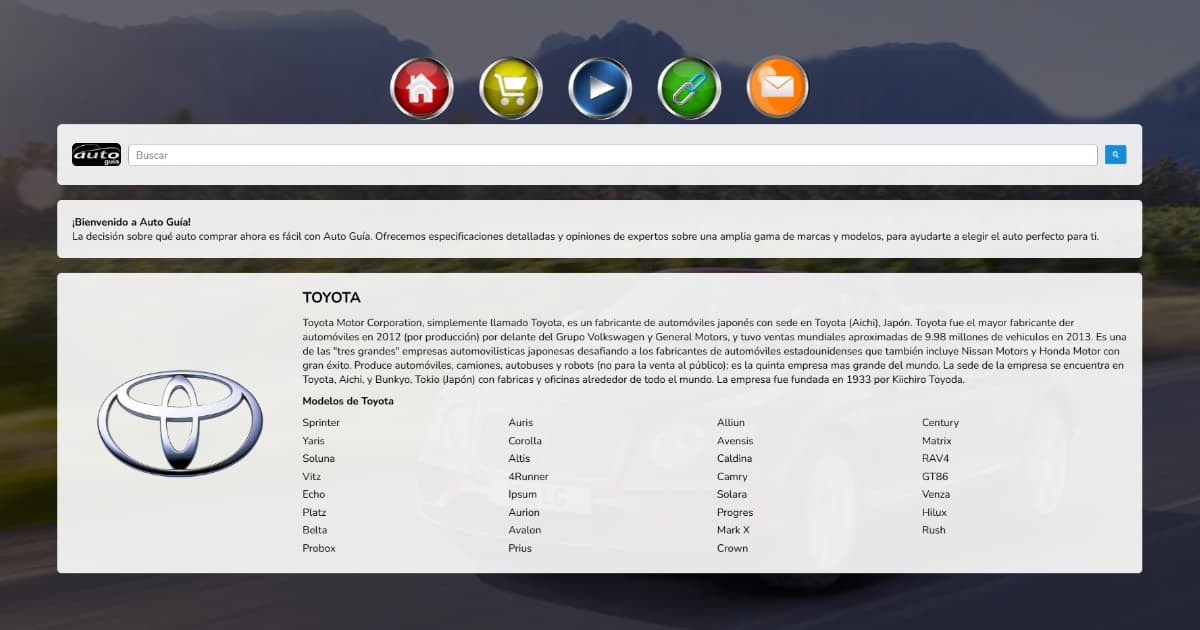 auto
guía
Buscar
¡Bienvenido a Auto Guía!
La decisión sobre qué auto comprar ahora es fácil con Auto Guía. Ofrecemos especificaciones detalladas y opiniones de expertos sobre una amplia gama de marcas y modelos, para ayudarte a elegir el auto perfecto para ti.
TOYOTA
Toyota Motor Corporation, simplemente llamado Toyota, es un fabricante de automóviles japonés con sede en Toyota (Aichi), Japón. Toyota fue el mayor fabricante der
automóviles en 2012 (por producción) por delante del Grupo Volkswagen y General Motors, y tuvo ventas mundiales aproximadas de 9.98 millones de vehiculos en 2013. Es una
de las "tres grandes" empresas automovilisticas japonesas desafiando a los fabricantes de automóviles estadounidenses que también incluye Nissan Motors y Honda Motor con
gran éxito. Produce automóviles, camiones, autobuses y robots (no para la venta al público); es la quinta empresa mas grande del mundo. La sede de la empresa se encuentra en
Toyota, Aichi, y Bunkyo, Tokio (Japón) con fabricas y oficinas alrededor de todo el mundo. La empresa fue fundada en 1933 por Kiichiro Toyoda.
Modelos de Toyota
Sprinter
Yaris
Soluna
Vitz
Echo
Platz
Belta
Probox
Auris
Corolla
Altis
4Runner
Ipsum
Aurion
Avalon
Prius
Alliun
Avensis
Caldina
Camry
Solara
Progres
Mark X
Crown
Century
Matrix
RAV4
GT86
Venza
Hilux
Rush